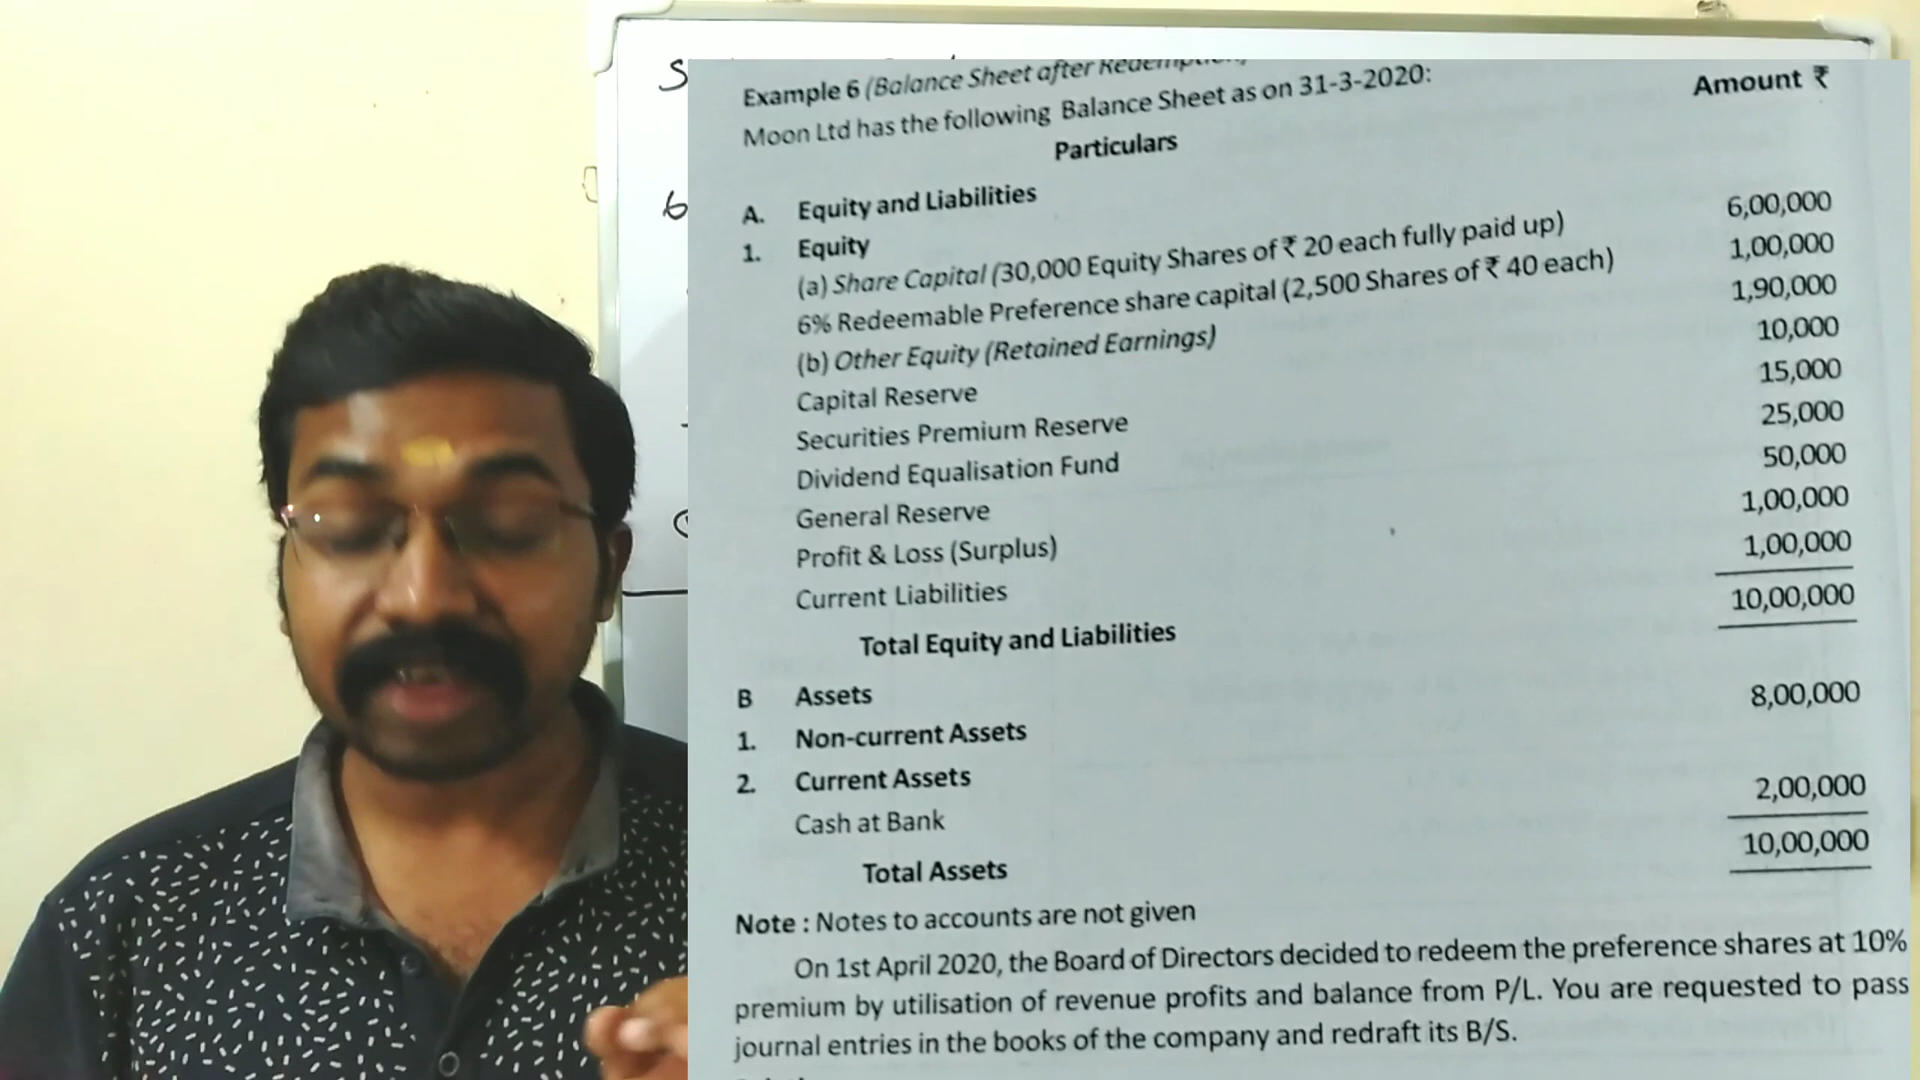 S
Example 6 (Balance Sheet after Redemption)
Moon Ltd has the following Balance Sheet as on 31-3-2020:
Particulars Amount ₹
A. Equity and Liabilities
1. Equity
(a) Share Capital (30,000 Equity Shares of ₹ 20 each fully paid up) 6,00,000
6% Redeemable Preference share capital (2,500 Shares of ₹ 40 each) 1,00,000
(b) Other Equity (Retained Earnings) 1,90,000
Capital Reserve 10,000
Securities Premium Reserve 15,000
Dividend Equalisation Fund 25,000
General Reserve 50,000
Profit & Loss (Surplus) 1,00,000
Current Liabilities 1,00,000
Total Equity and Liabilities 10,00,000
B Assets
1. Non-current Assets 8,00,000
2. Current Assets
Cash at Bank 2,00,000
Total Assets 10,00,000
Note : Notes to accounts are not given
On 1st April 2020, the Board of Directors decided to redeem the preference shares at 10%
premium by utilisation of revenue profits and balance from P/L. You are requested to pass
journal entries in the books of the company and redraft its B/S.
6